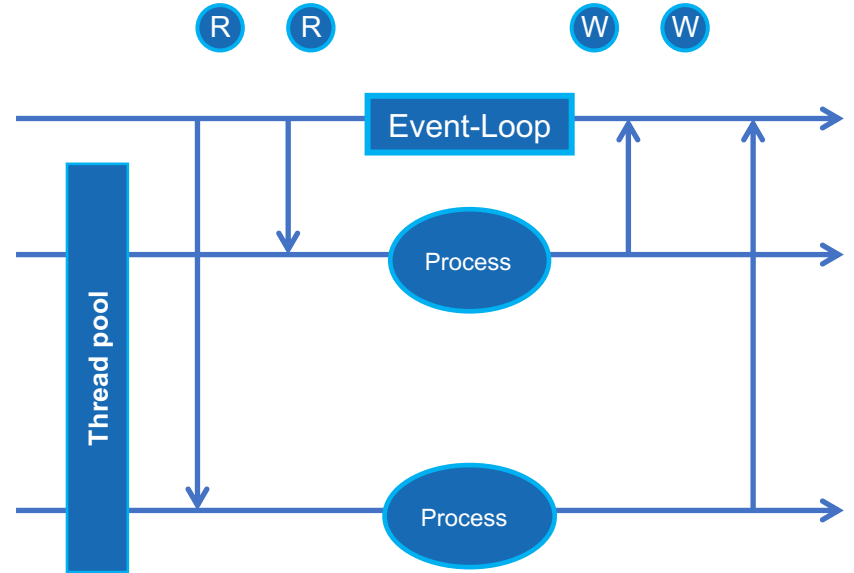 R R W W
Event-Loop
Process
Thread pool
Process